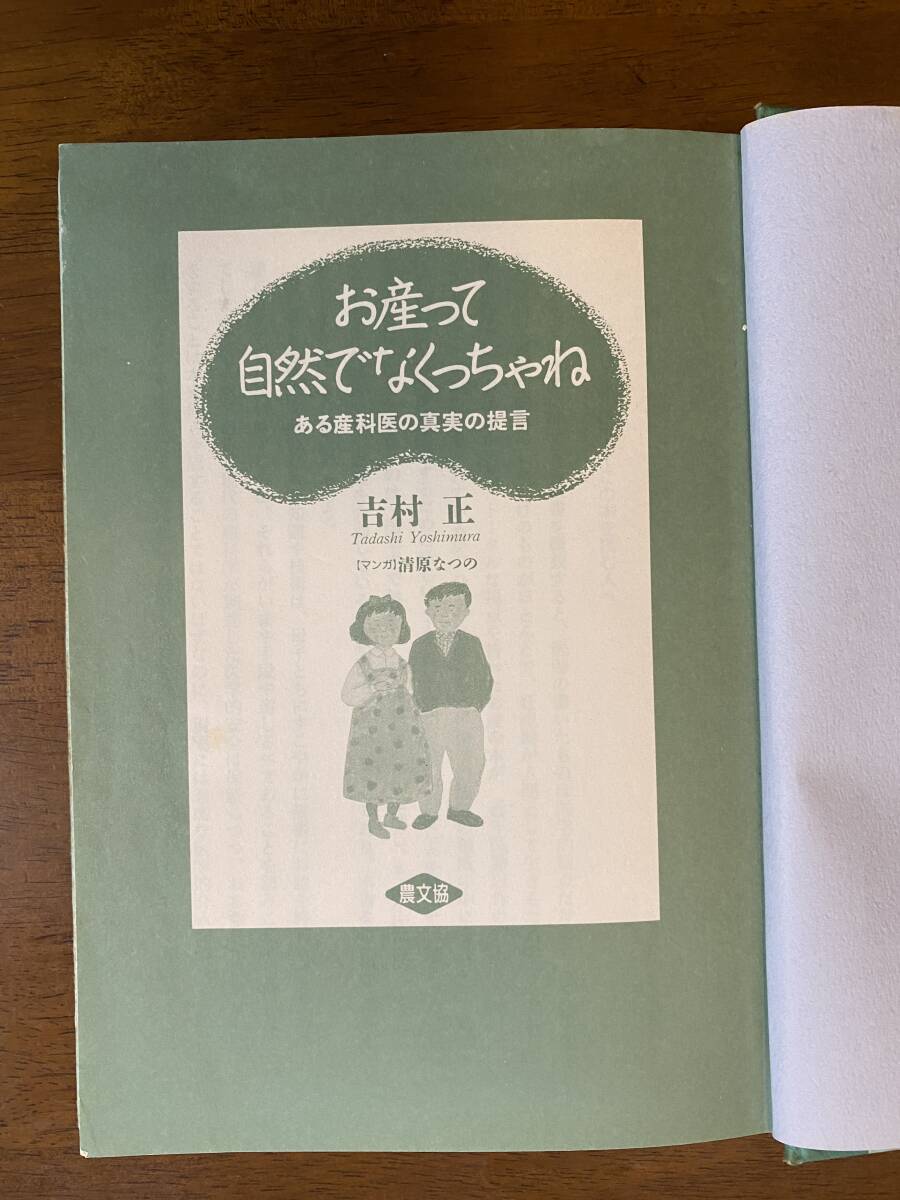 お産って
自然でなくっちゃね
ある産科医の真実の提言
吉村 正
Tadashi Yoshimura
【マンガ】清原なつの
農文協